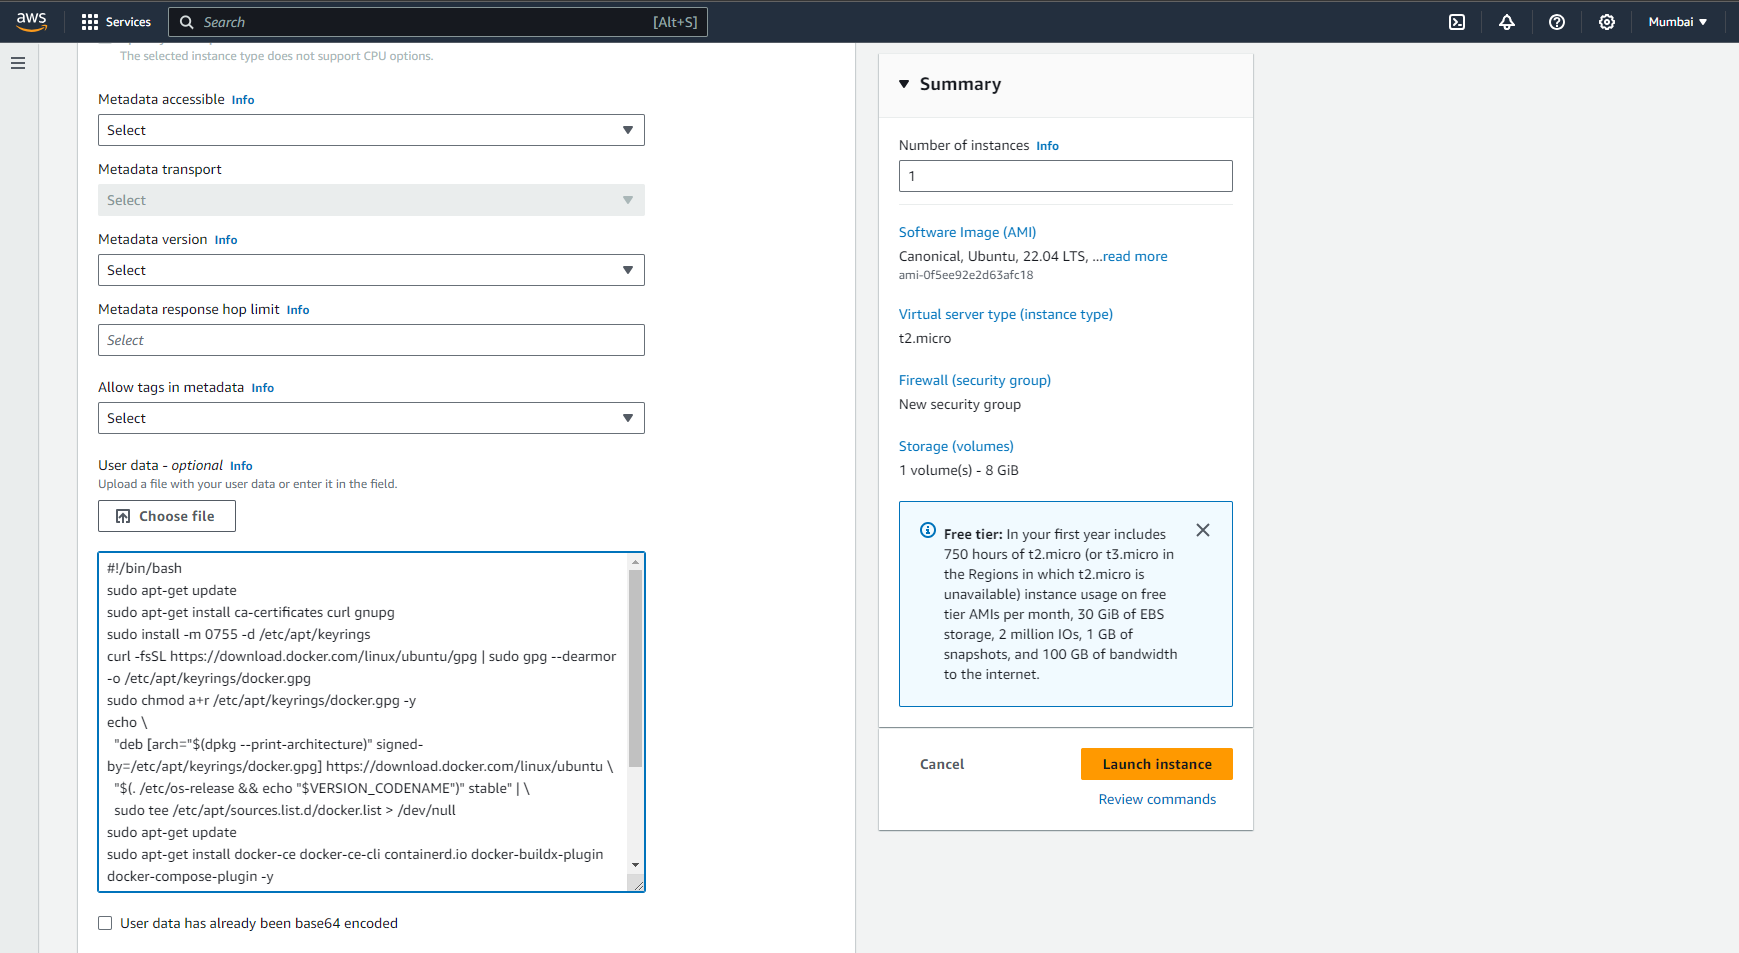 aws
Services
Search
[Alt+S]
Mumbai
The selected instance type does not support CPU options.
Metadata accessible Info
Select
Metadata transport
Select
Metadata version Info
Select
Metadata response hop limit Info
Select
Allow tags in metadata Info
Select
User data - optional Info
Upload a file with your user data or enter it in the field.
Choose file
#!/bin/bash
sudo apt-get update
sudo apt-get install ca-certificates curl gnupg
sudo install -m 0755 -d /etc/apt/keyrings
curl -fsSL https://download.docker.com/linux/ubuntu/gpg | sudo gpg --dearmor
-o /etc/apt/keyrings/docker.gpg
sudo chmod a+r /etc/apt/keyrings/docker.gpg -y
echo \
"deb [arch="$(dpkg --print-architecture)" signed-
by=/etc/apt/keyrings/docker.gpg] https://download.docker.com/linux/ubuntu \
"$(. /etc/os-release && echo "$VERSION_CODENAME")" stable" | \
sudo tee /etc/apt/sources.list.d/docker.list > /dev/null
sudo apt-get update
sudo apt-get install docker-ce docker-ce-cli containerd.io docker-buildx-plugin
docker-compose-plugin -y
User data has already been base64 encoded
Summary
Number of instances Info
1
Software Image (AMI)
Canonical, Ubuntu, 22.04 LTS, ...read more
ami-0f5ee92e2d63afc18
Virtual server type (instance type)
t2.micro
Firewall (security group)
New security group
Storage (volumes)
1 volume(s) - 8 GiB
Free tier: In your first year includes
750 hours of t2.micro (or t3.micro in
the Regions in which t2.micro is
unavailable) instance usage on free
tier AMIs per month, 30 GiB of EBS
storage, 2 million IOs, 1 GB of
snapshots, and 100 GB of bandwidth
to the internet.
Cancel
Launch instance
Review commands